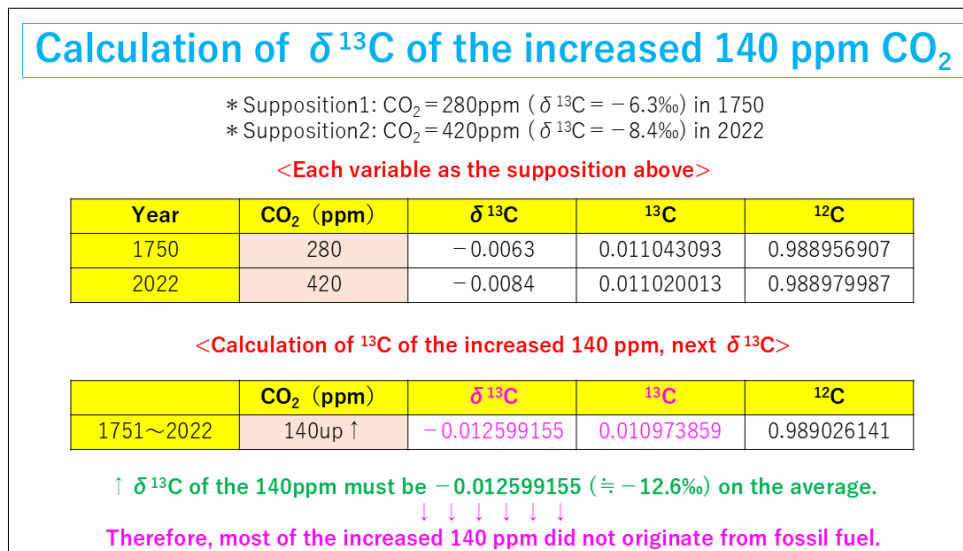 Calculation of δ¹³C of the increased 140 ppm CO₂
＊Supposition1: CO₂＝280ppm (δ¹³C＝－6.3‰) in 1750
＊Supposition2: CO₂＝420ppm (δ¹³C＝－8.4‰) in 2022
<Each variable as the supposition above>
Year CO₂ (ppm) δ¹³C ¹³C ¹²C
1750 280 －0.0063 0.011043093 0.988956907
2022 420 －0.0084 0.011020013 0.988979987
<Calculation of ¹³C of the increased 140 ppm, next δ¹³C>
CO₂ (ppm) δ¹³C ¹³C ¹²C
1751～2022 140up ↑ －0.012599155 0.010973859 0.989026141
↑ δ¹³C of the 140ppm must be －0.012599155 (≒－12.6‰) on the average.
↓ ↓ ↓ ↓ ↓ ↓
Therefore, most of the increased 140 ppm did not originate from fossil fuel.